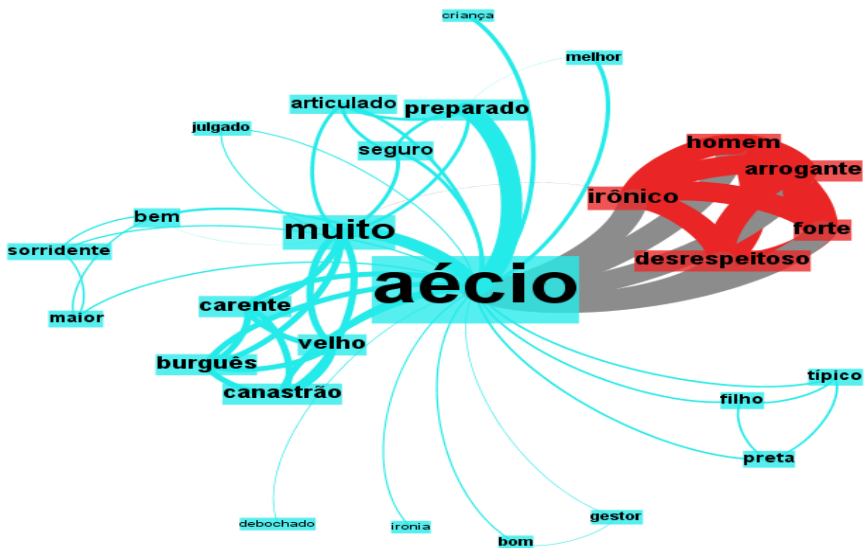 criança
melhor
articulado
preparado
julgado
seguro
homem
arrogante
irônico
bem
muito
forte
sorridente
desrespeitoso
aécio
carente
maior
velho
burguês
típico
canastrão
filho
preta
gestor
debochado
ironia
bom